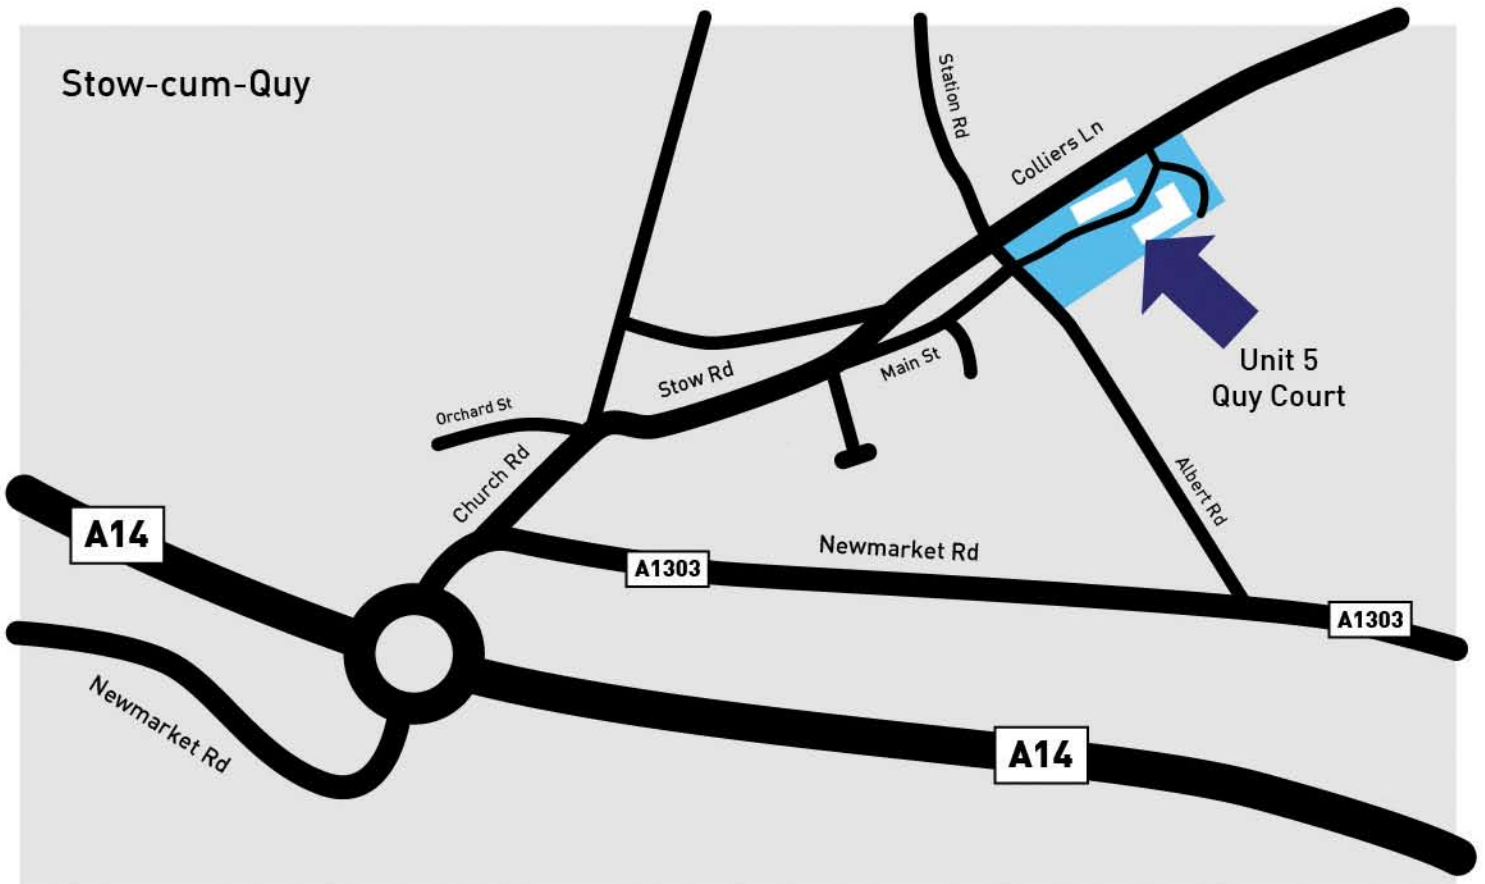 Stow-cum-Quy
Station Rd
Colliers Ln
Unit 5
Quy Court
Main St
Stow Rd
Orchard St
Church Rd
Albert Rd
A14
Newmarket Rd
A1303
A1303
Newmarket Rd
A14